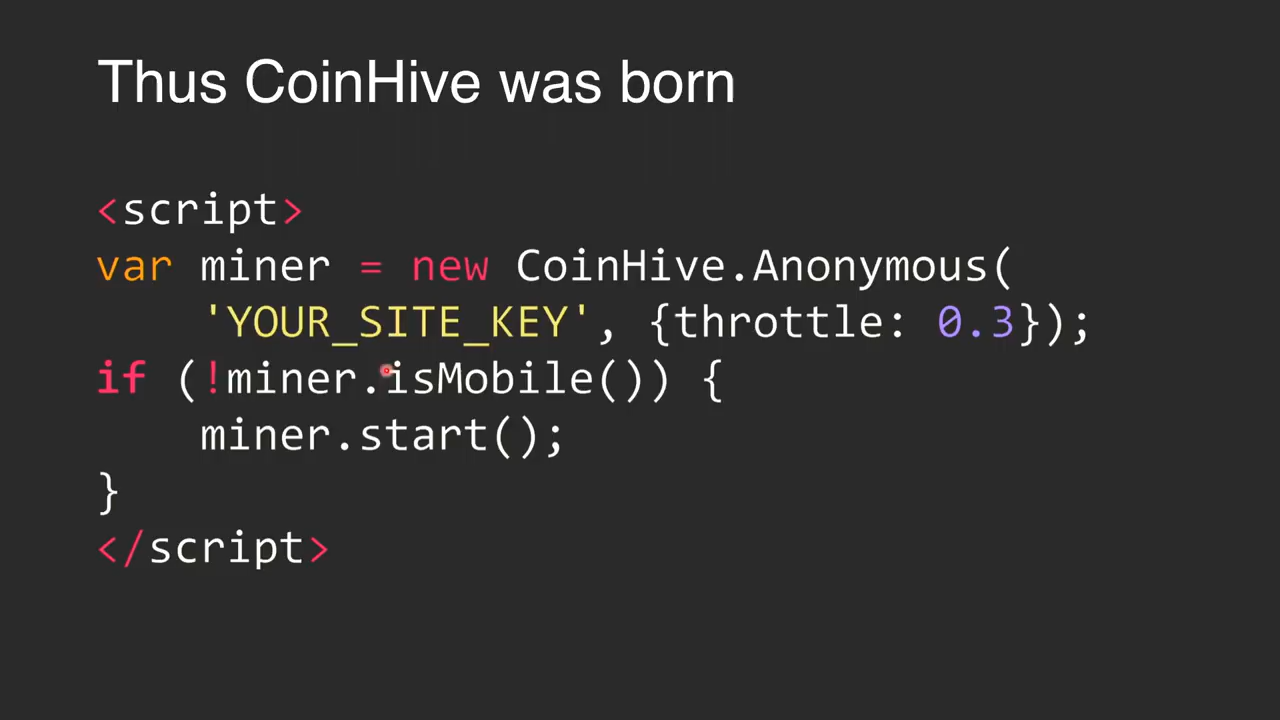 Thus CoinHive was born
<script>
var miner = new CoinHive.Anonymous(
    'YOUR_SITE_KEY', {throttle: 0.3});
if (!miner.isMobile()) {
    miner.start();
}
</script>